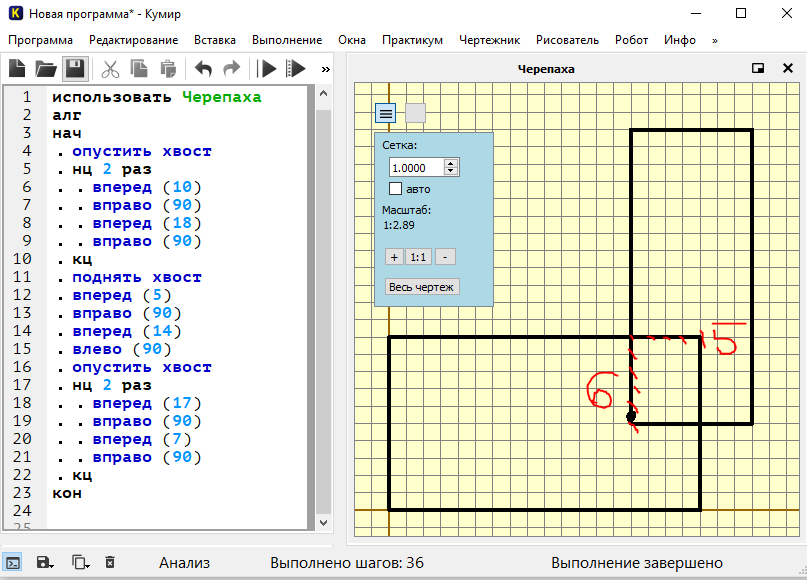 Новая программа* - Кумир
Программа Редактирование Вставка Выполнение Окна Практикум Чертежник Рисователь Робот Инфо »
»
Черепаха
1 использовать Черепаха
2 алг
3 нач
4 . опустить хвост
5 . нц 2 раз
6 . . вперед (10)
7 . . вправо (90)
8 . . вперед (18)
9 . . вправо (90)
10 . кц
11 . поднять хвост
12 . вперед (5)
13 . вправо (90)
14 . вперед (14)
15 . влево (90)
16 . опустить хвост
17 . нц 2 раз
18 . . вперед (17)
19 . . вправо (90)
20 . . вперед (7)
21 . . вправо (90)
22 . кц
23 кон
24
25
Сетка:
1.0000
авто
Масштаб:
1:2.89
+ 1:1 -
Весь чертеж
5
6
Анализ Выполнено шагов: 36 Выполнение завершено